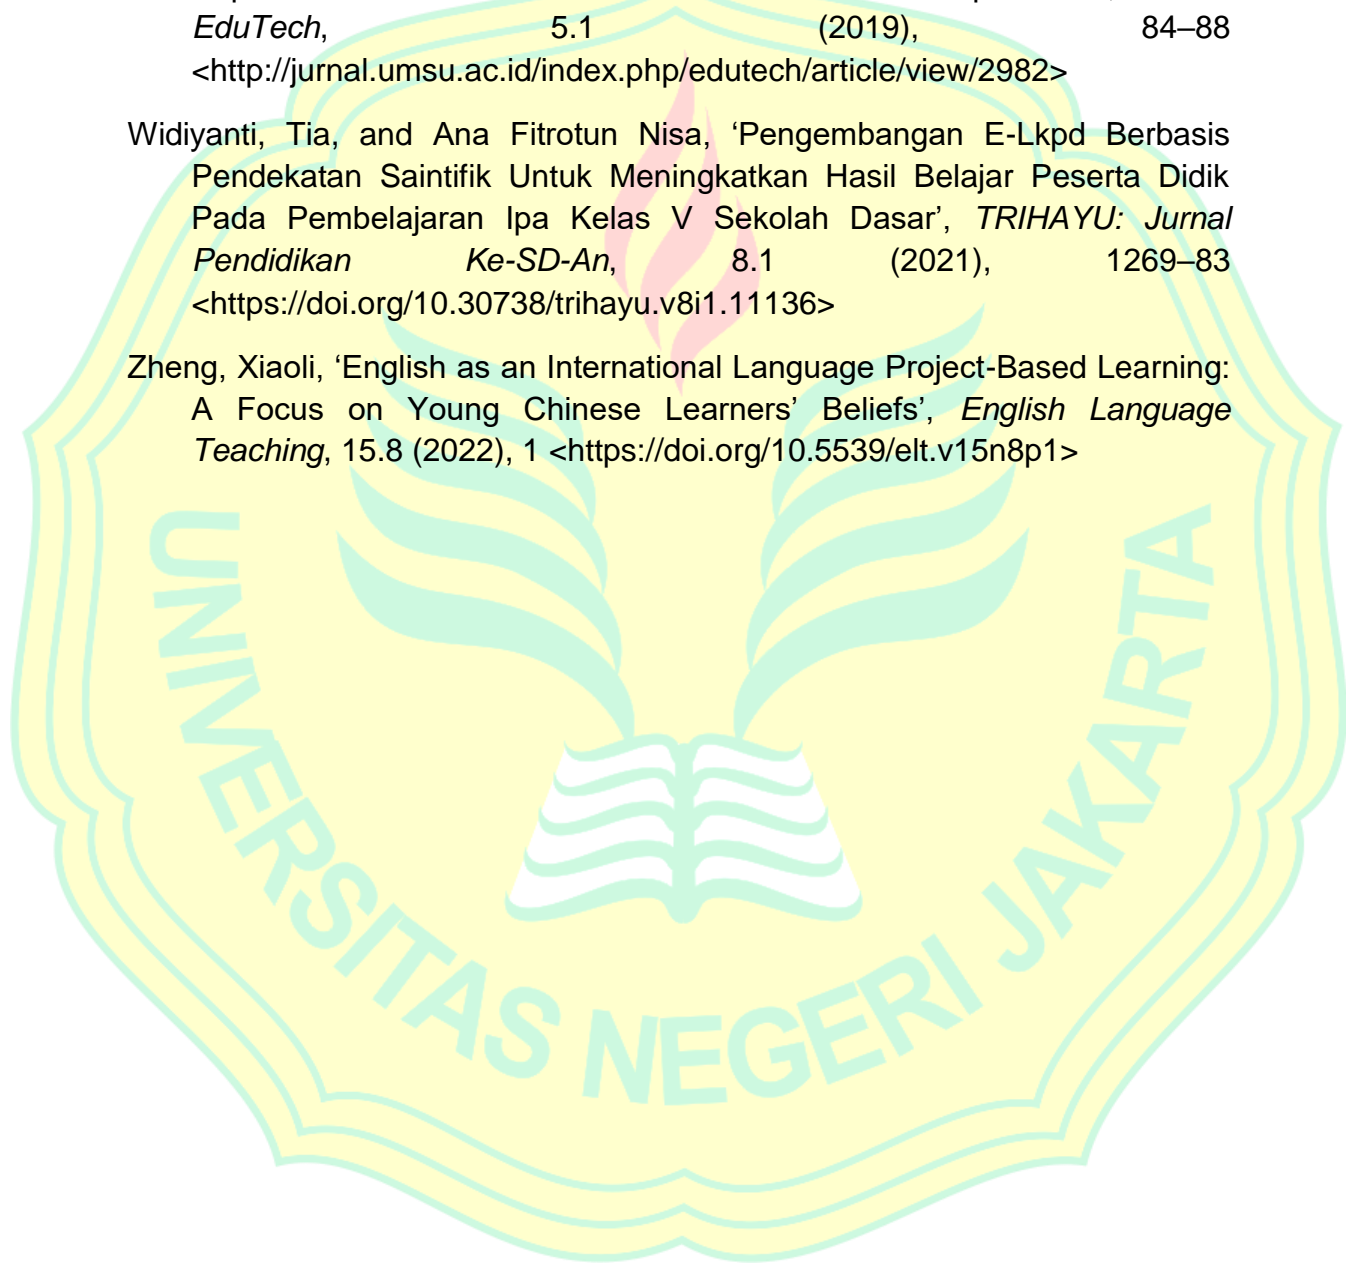 EduTech, 5.1 (2019), 84–88
<http://jurnal.umsu.ac.id/index.php/edutech/article/view/2982>
Widiyanti, Tia, and Ana Fitrotun Nisa, ‘Pengembangan E-Lkpd Berbasis
Pendekatan Saintifik Untuk Meningkatkan Hasil Belajar Peserta Didik
Pada Pembelajaran Ipa Kelas V Sekolah Dasar’, TRIHAYU: Jurnal
Pendidikan Ke-SD-An, 8.1 (2021), 1269–83
<https://doi.org/10.30738/trihayu.v8i1.11136>
Zheng, Xiaoli, ‘English as an International Language Project-Based Learning:
A Focus on Young Chinese Learners’ Beliefs’, English Language
Teaching, 15.8 (2022), 1 <https://doi.org/10.5539/elt.v15n8p1>
UNIVERSITAS NEGERI JAKARTA